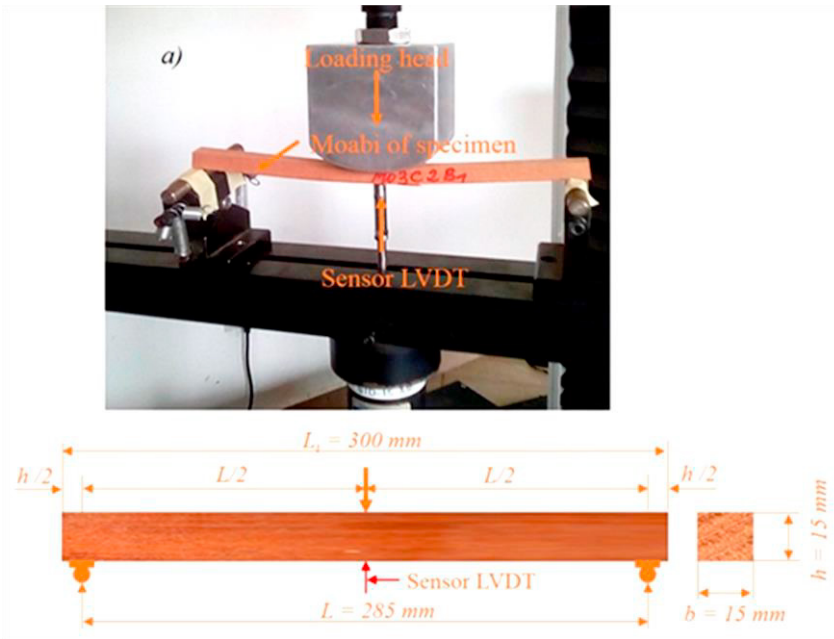 a)
Loading head
Moabi of specimen
M03C2B1
Sensor LVDT
L₁ = 300 mm
h/2
L/2
L/2
h/2
Sensor LVDT
L = 285 mm
h = 15 mm
b = 15 mm